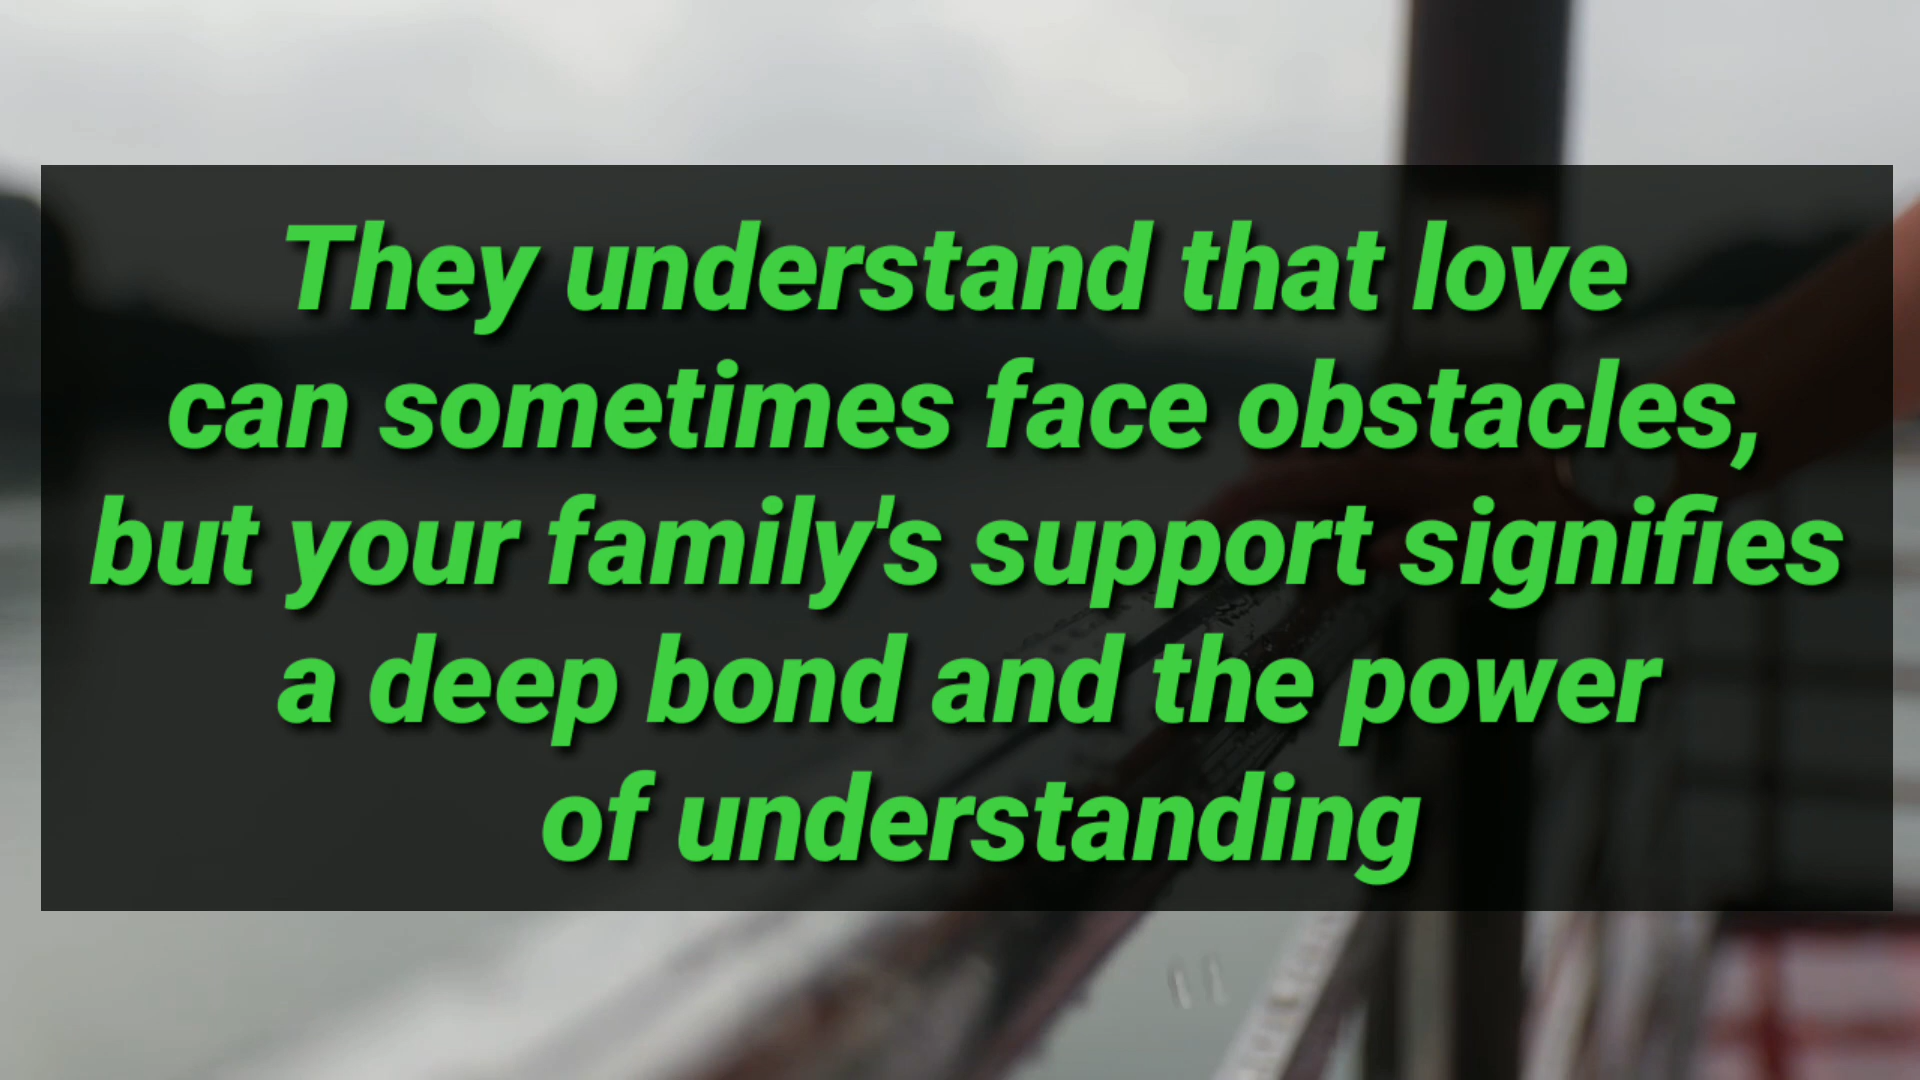 They understand that love
can sometimes face obstacles,
but your family's support signifies
a deep bond and the power
of understanding